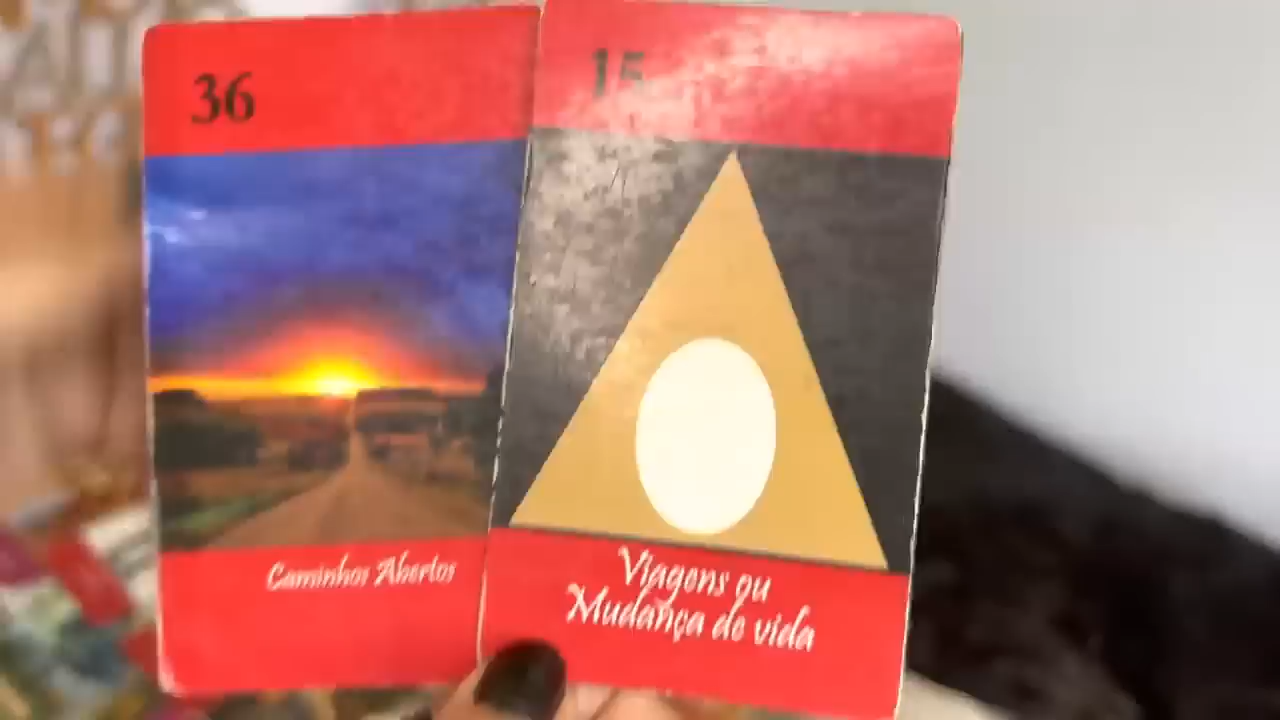 36
Caminhos Abertos
15
Viagens ou
Mudança de vida